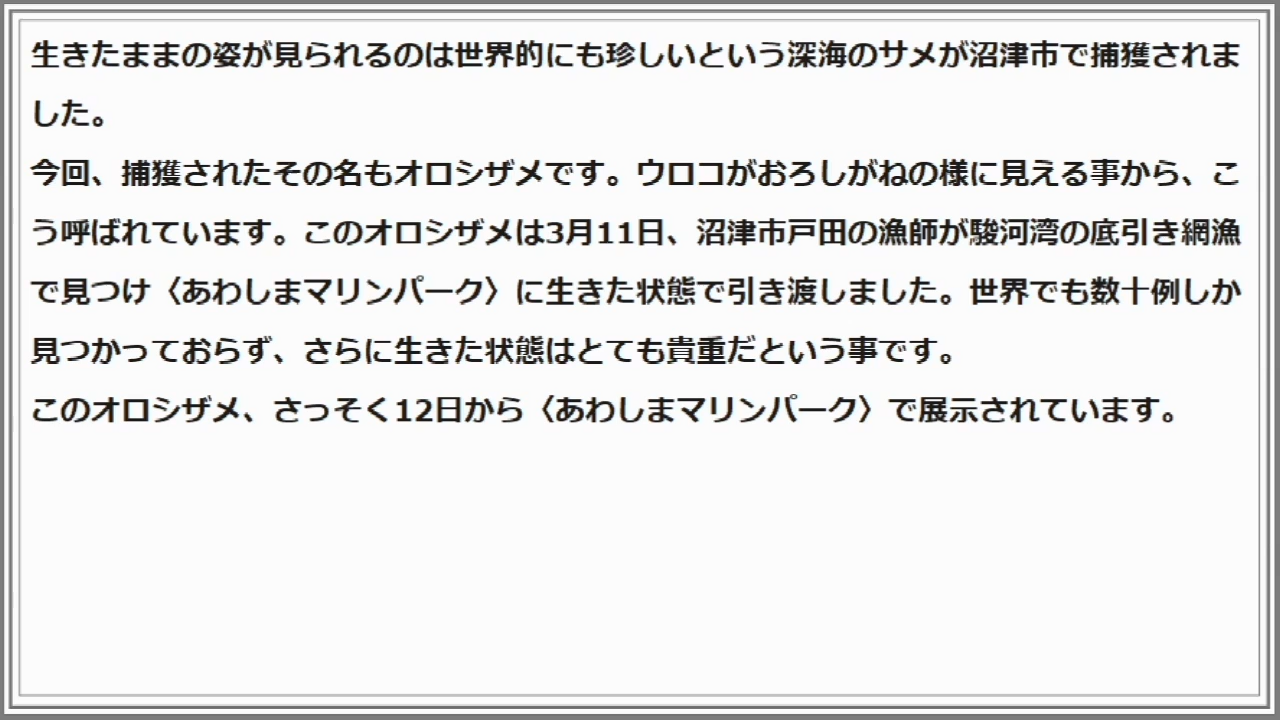 生きたままの姿が見られるのは世界的にも珍しいという深海のサメが沼津市で捕獲されま
した。
今回、捕獲されたその名もオロシザメです。ウロコがおろしがねの様に見える事から、こ
う呼ばれています。このオロシザメは3月11日、沼津市戸田の漁師が駿河湾の底引き網漁
で見つけ〈あわしまマリンパーク〉に生きた状態で引き渡しました。世界でも数十例しか
見つかっておらず、さらに生きた状態はとても貴重だという事です。
このオロシザメ、さっそく12日から〈あわしまマリンパーク〉で展示されています。